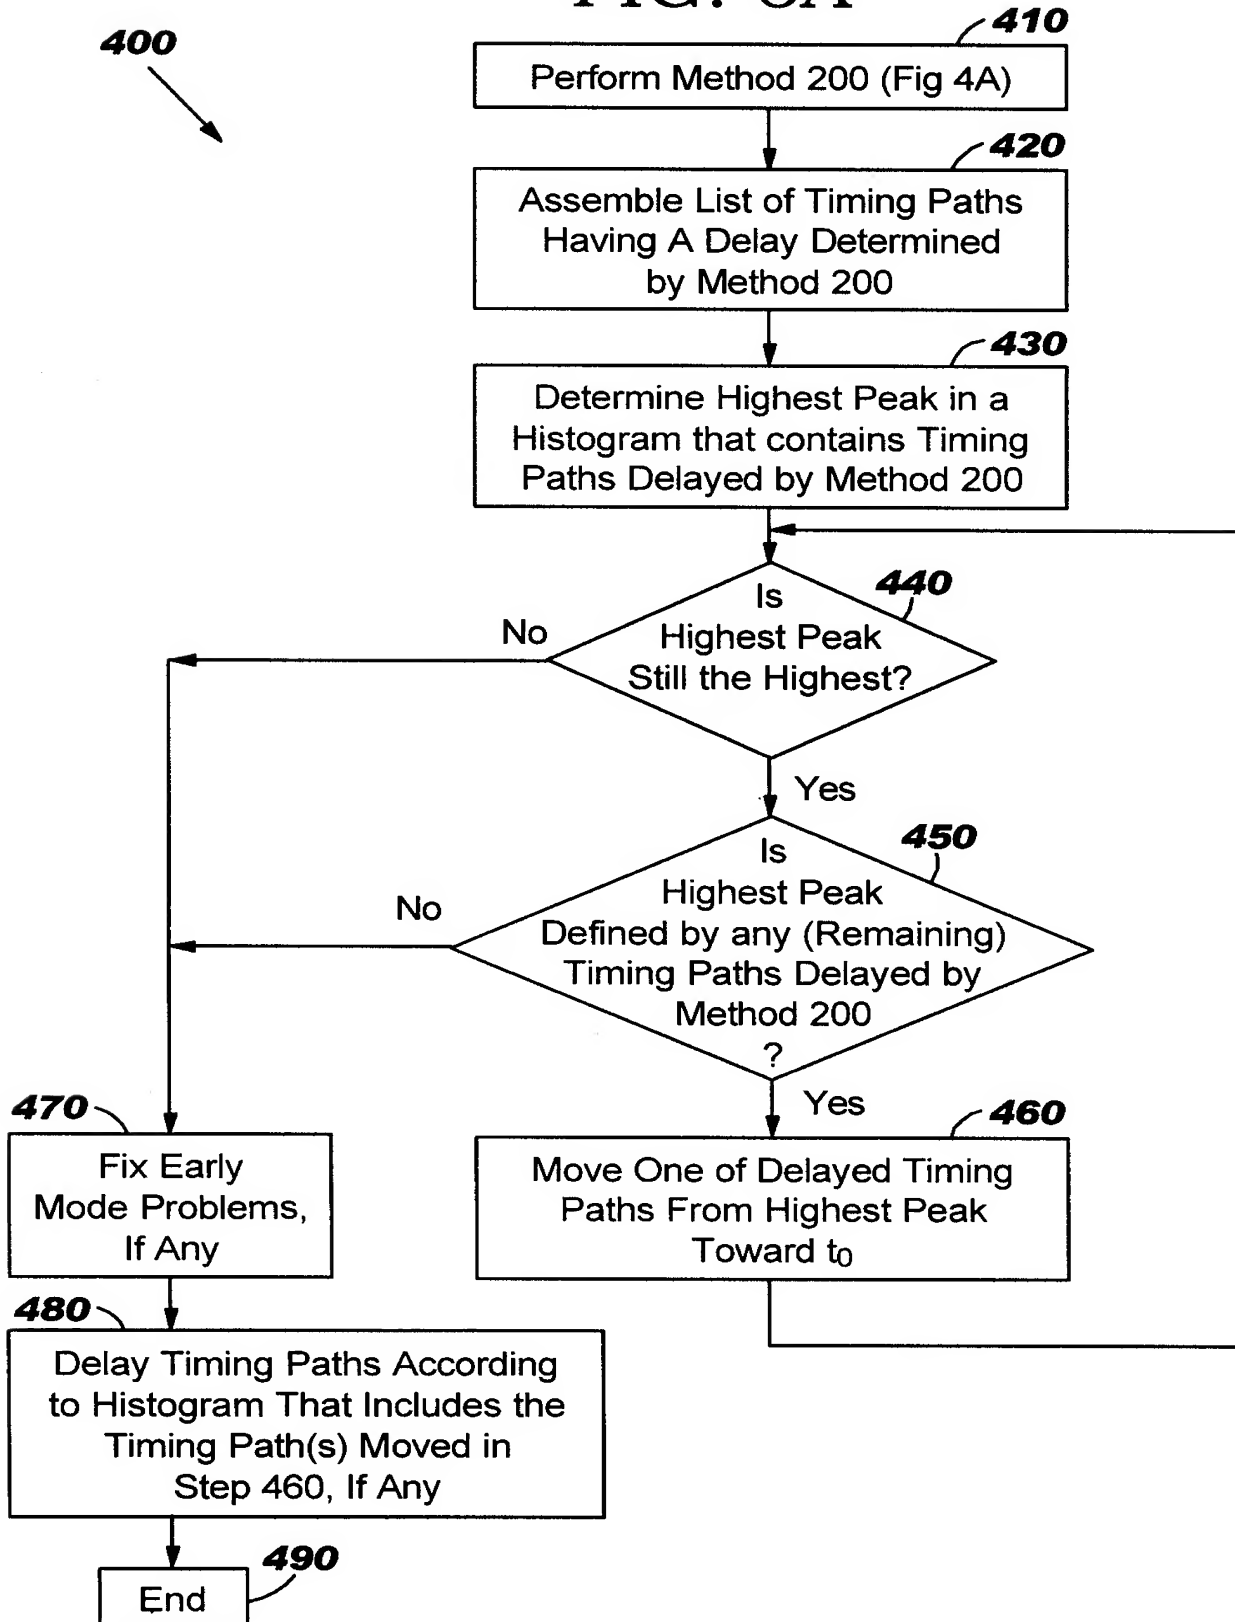 400
410
Perform Method 200 (Fig 4A)
420
Assemble List of Timing Paths
Having A Delay Determined
by Method 200
430
Determine Highest Peak in a
Histogram that contains Timing
Paths Delayed by Method 200
440
Is
Highest Peak
Still the Highest?
No
Yes
450
Is
Highest Peak
Defined by any (Remaining)
Timing Paths Delayed by
Method 200
?
No
Yes
460
Move One of Delayed Timing
Paths From Highest Peak
Toward t0
470
Fix Early
Mode Problems,
If Any
480
Delay Timing Paths According
to Histogram That Includes the
Timing Path(s) Moved in
Step 460, If Any
490
End